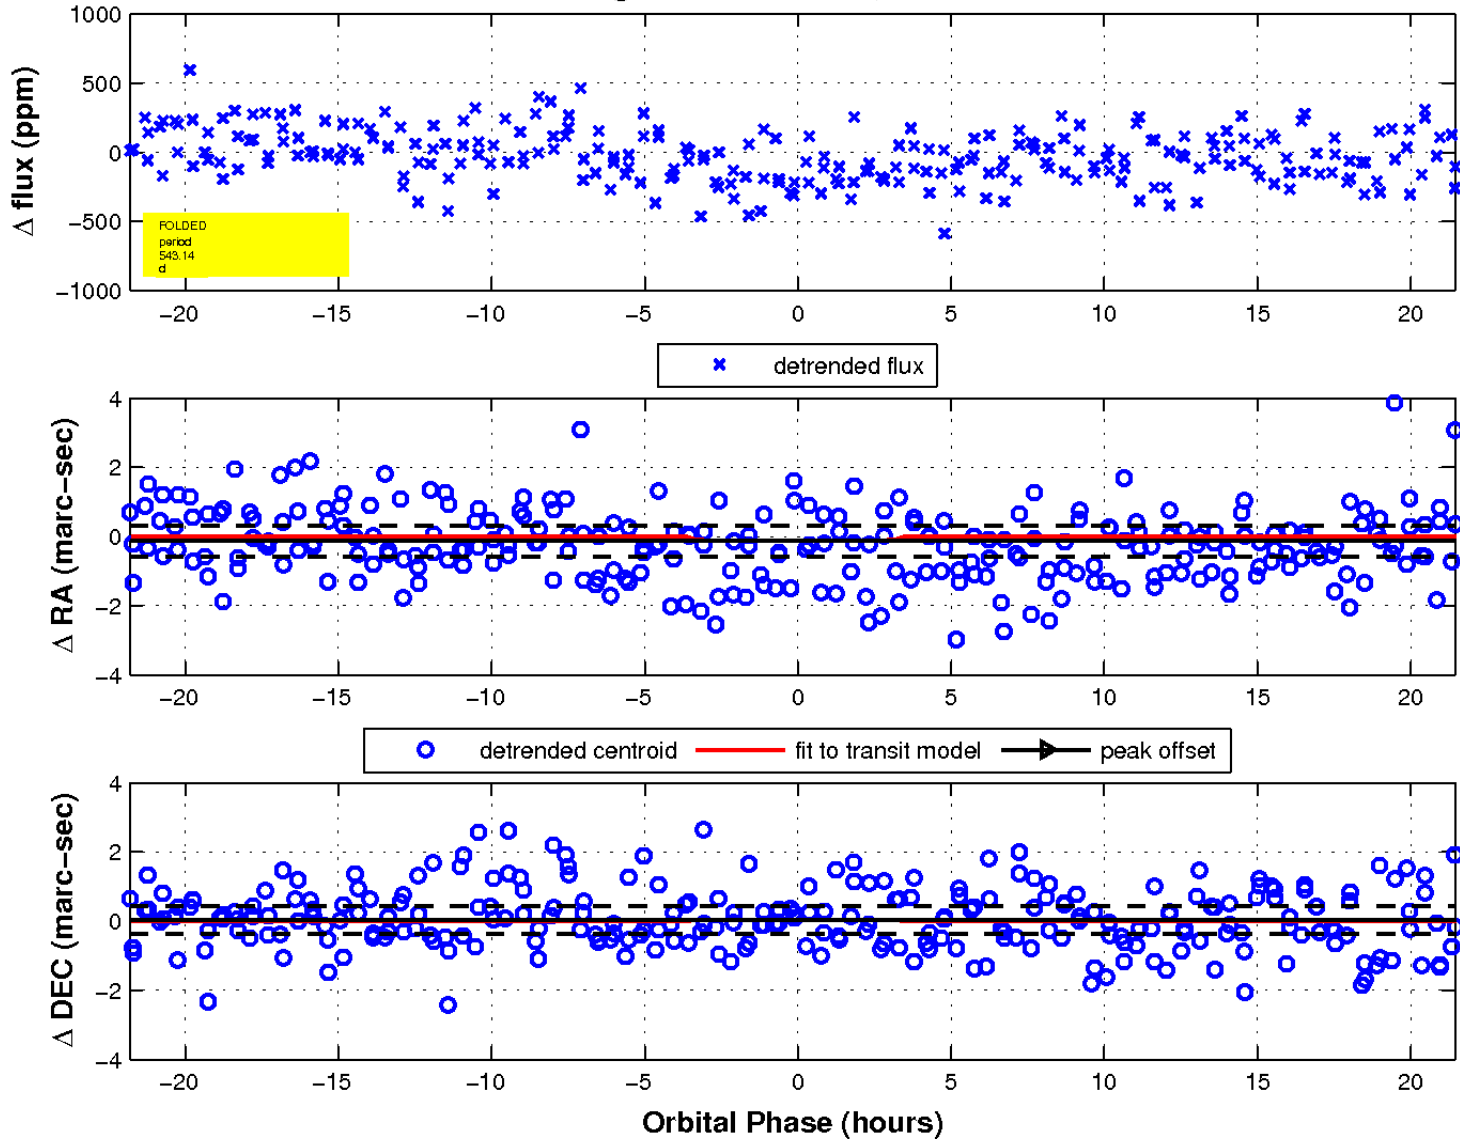 1000
500
0
−500
−1000
Δ flux (ppm)
FOLDED
period
543.14
d
−20 −15 −10 −5 0 5 10 15 20
detrended flux
4
2
0
−2
−4
Δ RA (marc−sec)
−20 −15 −10 −5 0 5 10 15 20
detrended centroid fit to transit model peak offset
4
2
0
−2
−4
Δ DEC (marc−sec)
−20 −15 −10 −5 0 5 10 15 20
Orbital Phase (hours)